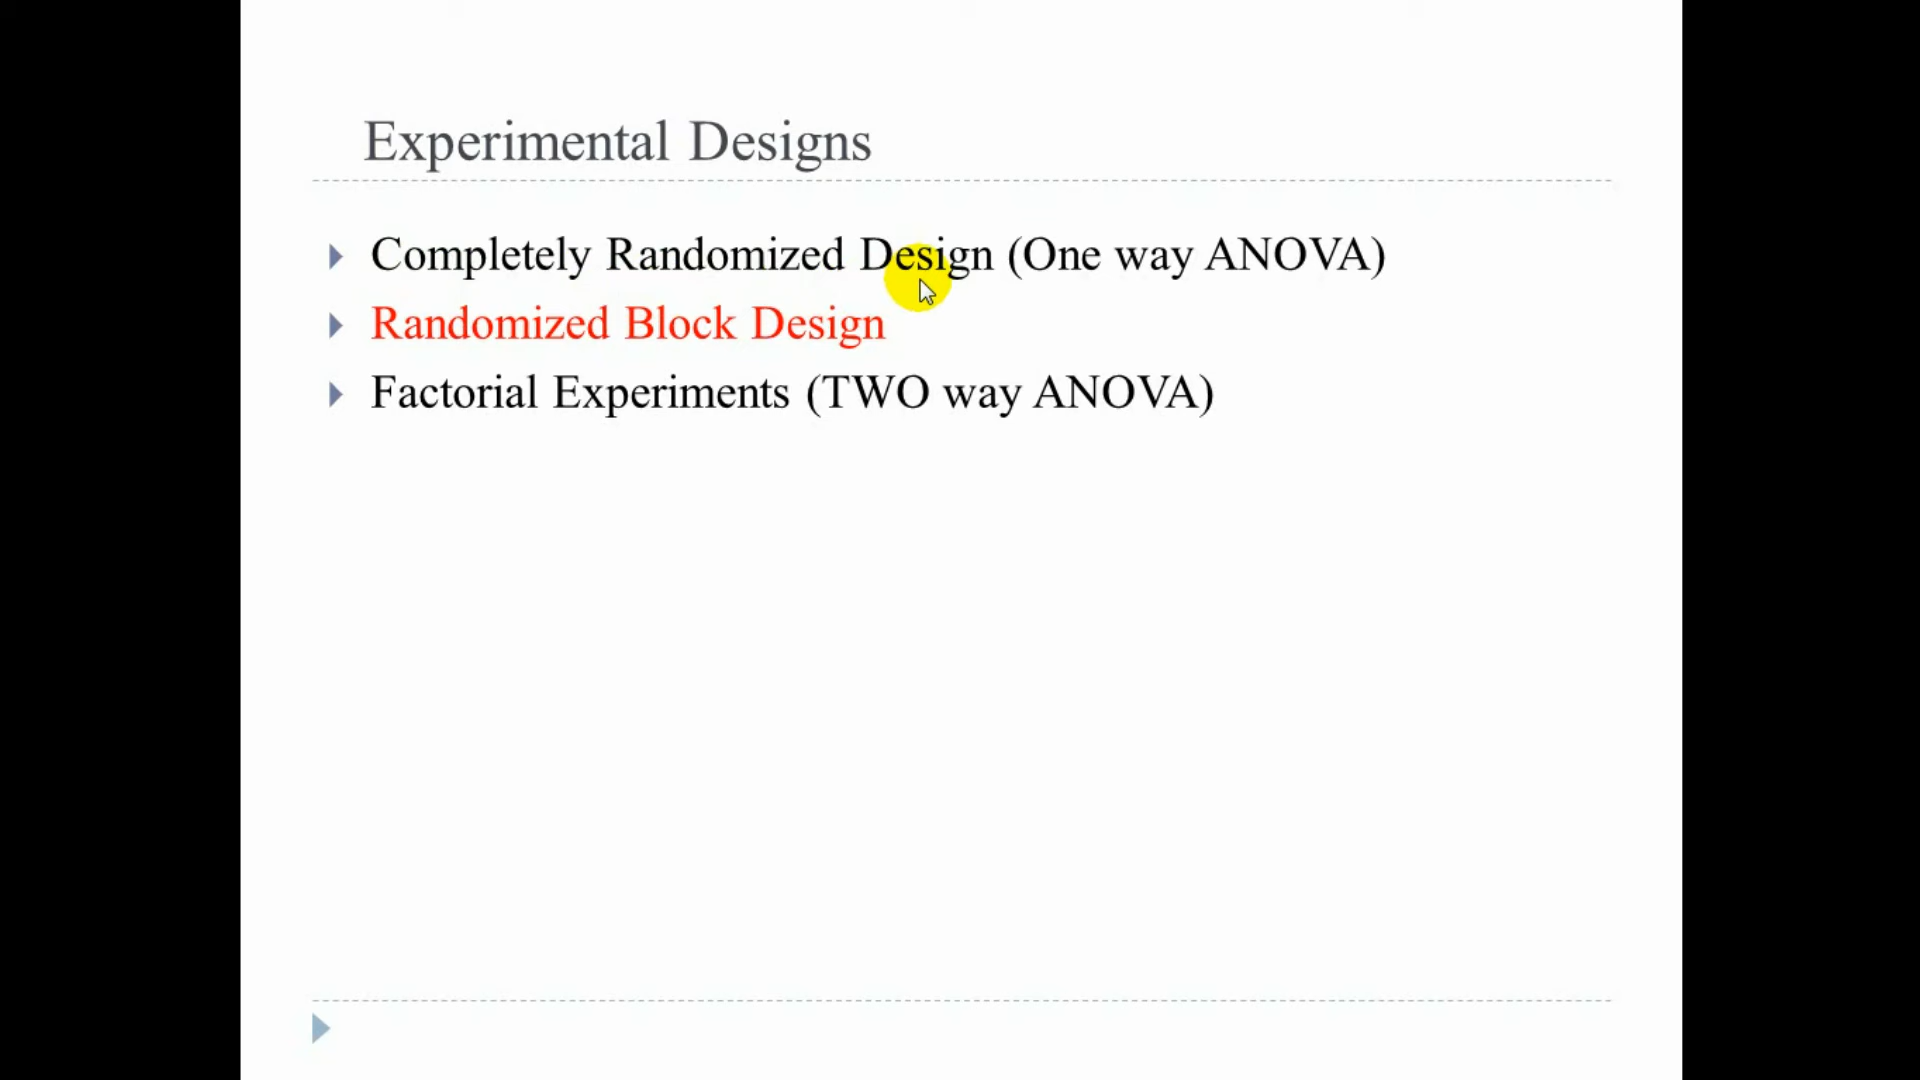 Experimental Designs
Completely Randomized Design (One way ANOVA)
Randomized Block Design
Factorial Experiments (TWO way ANOVA)